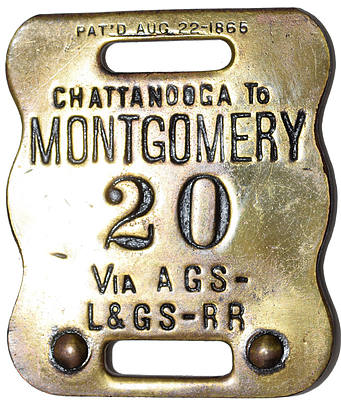 PAT'D AUG. 22-1865
CHATTANOOGA TO
MONTGOMERY
20
VIA AGS-
L&GS-RR